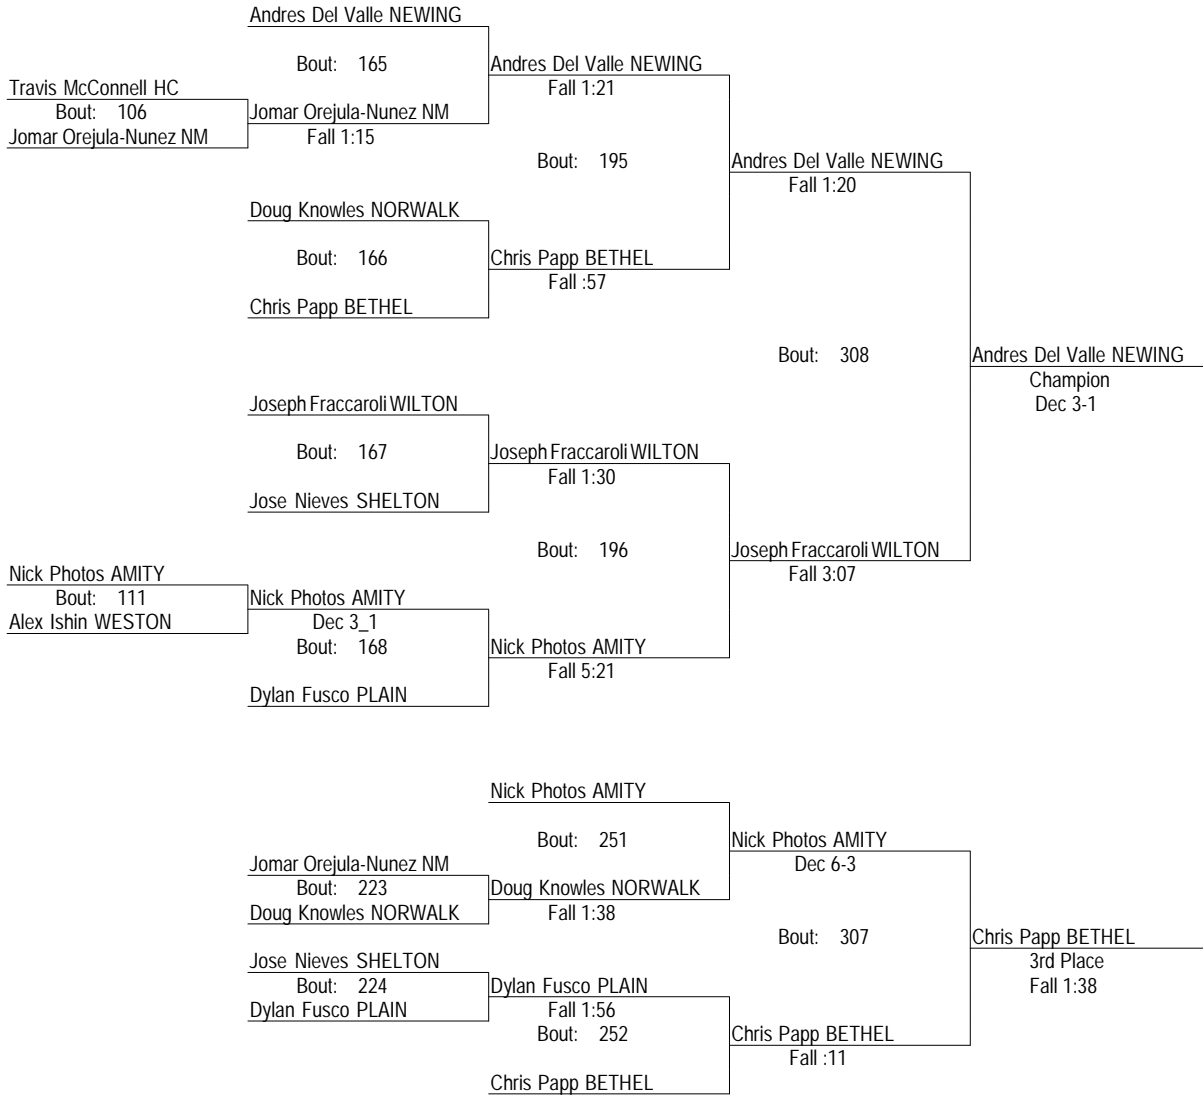 Andres Del Valle NEWING
Bout: 165
Andres Del Valle NEWING
Fall 1:21
Travis McConnell HC
Bout: 106
Jomar Orejula-Nunez NM
Jomar Orejula-Nunez NM
Fall 1:15
Bout: 195
Andres Del Valle NEWING
Fall 1:20
Doug Knowles NORWALK
Bout: 166
Chris Papp BETHEL
Fall :57
Chris Papp BETHEL
Bout: 308
Andres Del Valle NEWING
Champion
Dec 3-1
Joseph Fraccaroli WILTON
Bout: 167
Joseph Fraccaroli WILTON
Fall 1:30
Jose Nieves SHELTON
Bout: 196
Joseph Fraccaroli WILTON
Fall 3:07
Nick Photos AMITY
Bout: 111
Alex Ishin WESTON
Nick Photos AMITY
Dec 3_1
Bout: 168
Nick Photos AMITY
Fall 5:21
Dylan Fusco PLAIN
Nick Photos AMITY
Bout: 251
Nick Photos AMITY
Dec 6-3
Jomar Orejula-Nunez NM
Bout: 223
Doug Knowles NORWALK
Doug Knowles NORWALK
Fall 1:38
Bout: 307
Chris Papp BETHEL
3rd Place
Fall 1:38
Jose Nieves SHELTON
Bout: 224
Dylan Fusco PLAIN
Dylan Fusco PLAIN
Fall 1:56
Bout: 252
Chris Papp BETHEL
Fall :11
Chris Papp BETHEL